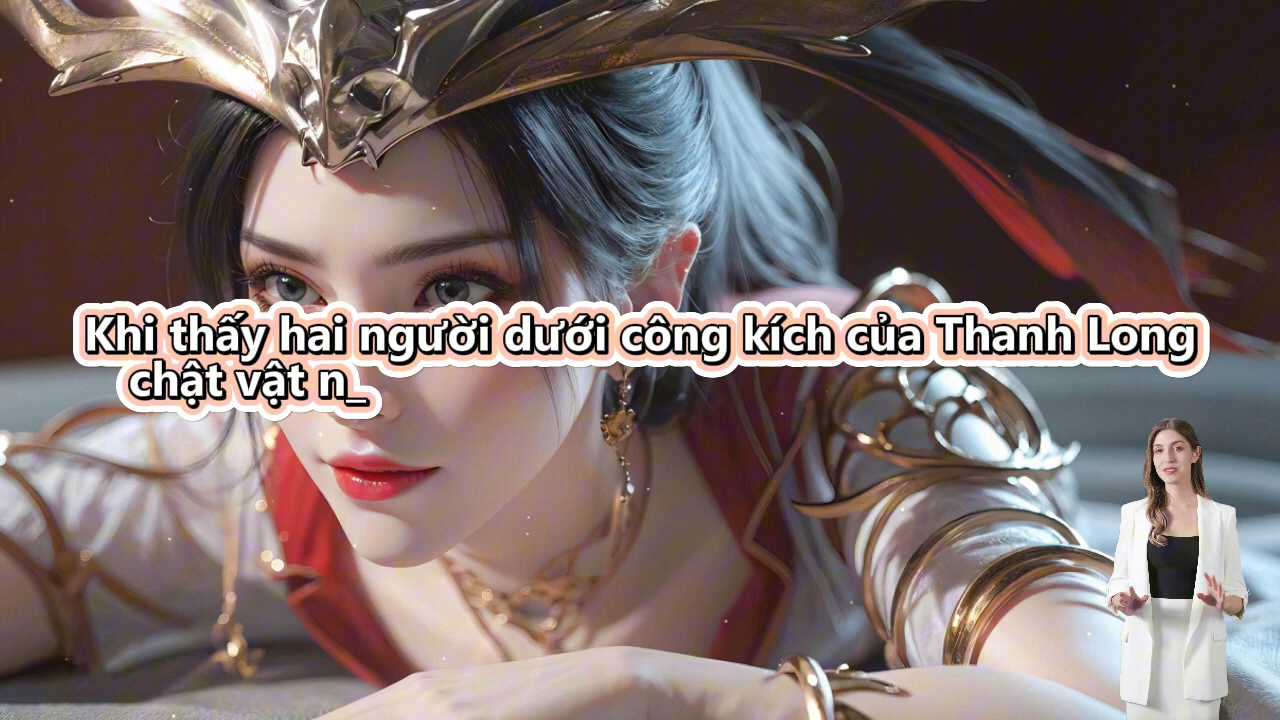 Khi thấy hai người dưới công kích của Thanh Long
chật vật n_